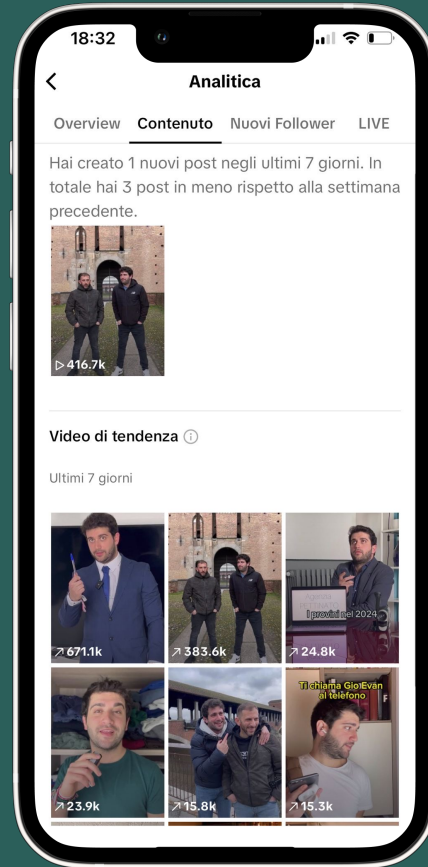 18:32
Analitica
Overview Contenuto Nuovi Follower LIVE
Hai creato 1 nuovi post negli ultimi 7 giorni. In
totale hai 3 post in meno rispetto alla settimana
precedente.
416.7k
Video di tendenza
Ultimi 7 giorni
i provini nel 2024
671.1k 383.6k 24.8k
Ti chiama Gio Evan
al telefono
23.9k 15.8k 15.3k